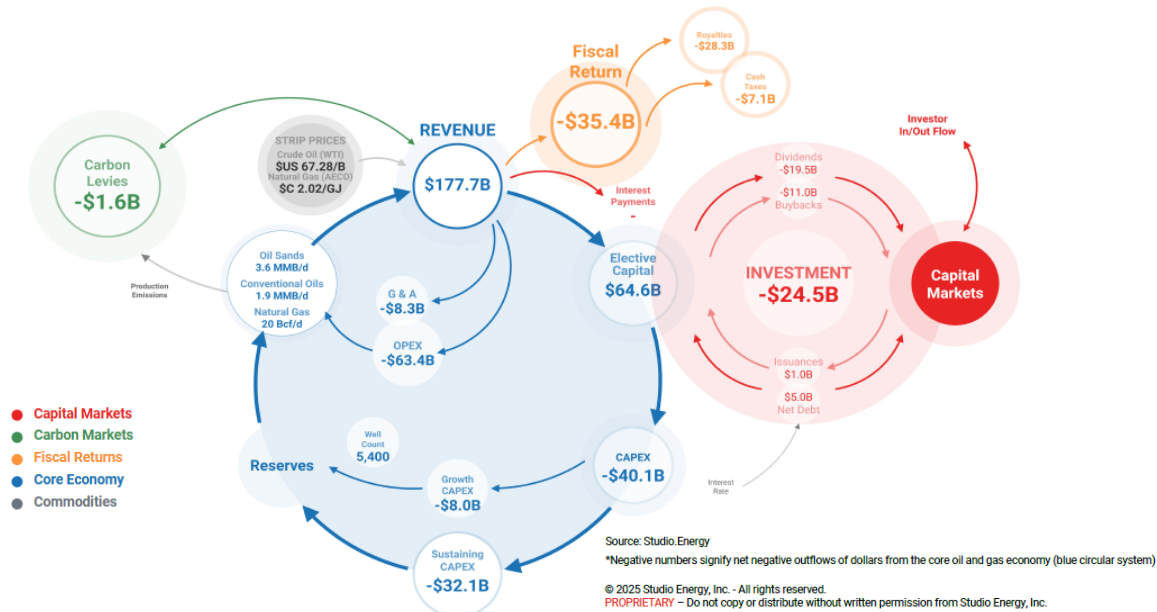 Fiscal
Return
-$35.4B
Royalties
-$28.3B
Cash
Taxes
-$7.1B
Carbon
Levies
-$1.6B
STRIP PRICES
Crude Oil (WTI)
$US 67.28/B
Natural Gas (AECO)
$C 2.02/GJ
REVENUE
$177.7B
Interest
Payments
-
Investor
In/Out Flow
Dividends
-$19.5B
-$11.0B
Buybacks
Oil Sands
3.6 MMB/d
Conventional Oils
1.9 MMB/d
Natural Gas
20 Bcf/d
Production
Emissions
G & A
-$8.3B
OPEX
-$63.4B
Elective
Capital
$64.6B
INVESTMENT
-$24.5B
Capital
Markets
Issuances
$1.0B
$5.0B
Net Debt
Capital Markets
Carbon Markets
Fiscal Returns
Core Economy
Commodities
Reserves
Well
Count
5,400
Growth
CAPEX
-$8.0B
CAPEX
-$40.1B
Interest
Rate
Sustaining
CAPEX
-$32.1B
Source: Studio.Energy
*Negative numbers signify net negative outflows of dollars from the core oil and gas economy (blue circular system)
© 2025 Studio Energy, Inc. - All rights reserved.
PROPRIETARY – Do not copy or distribute without written permission from Studio Energy, Inc.